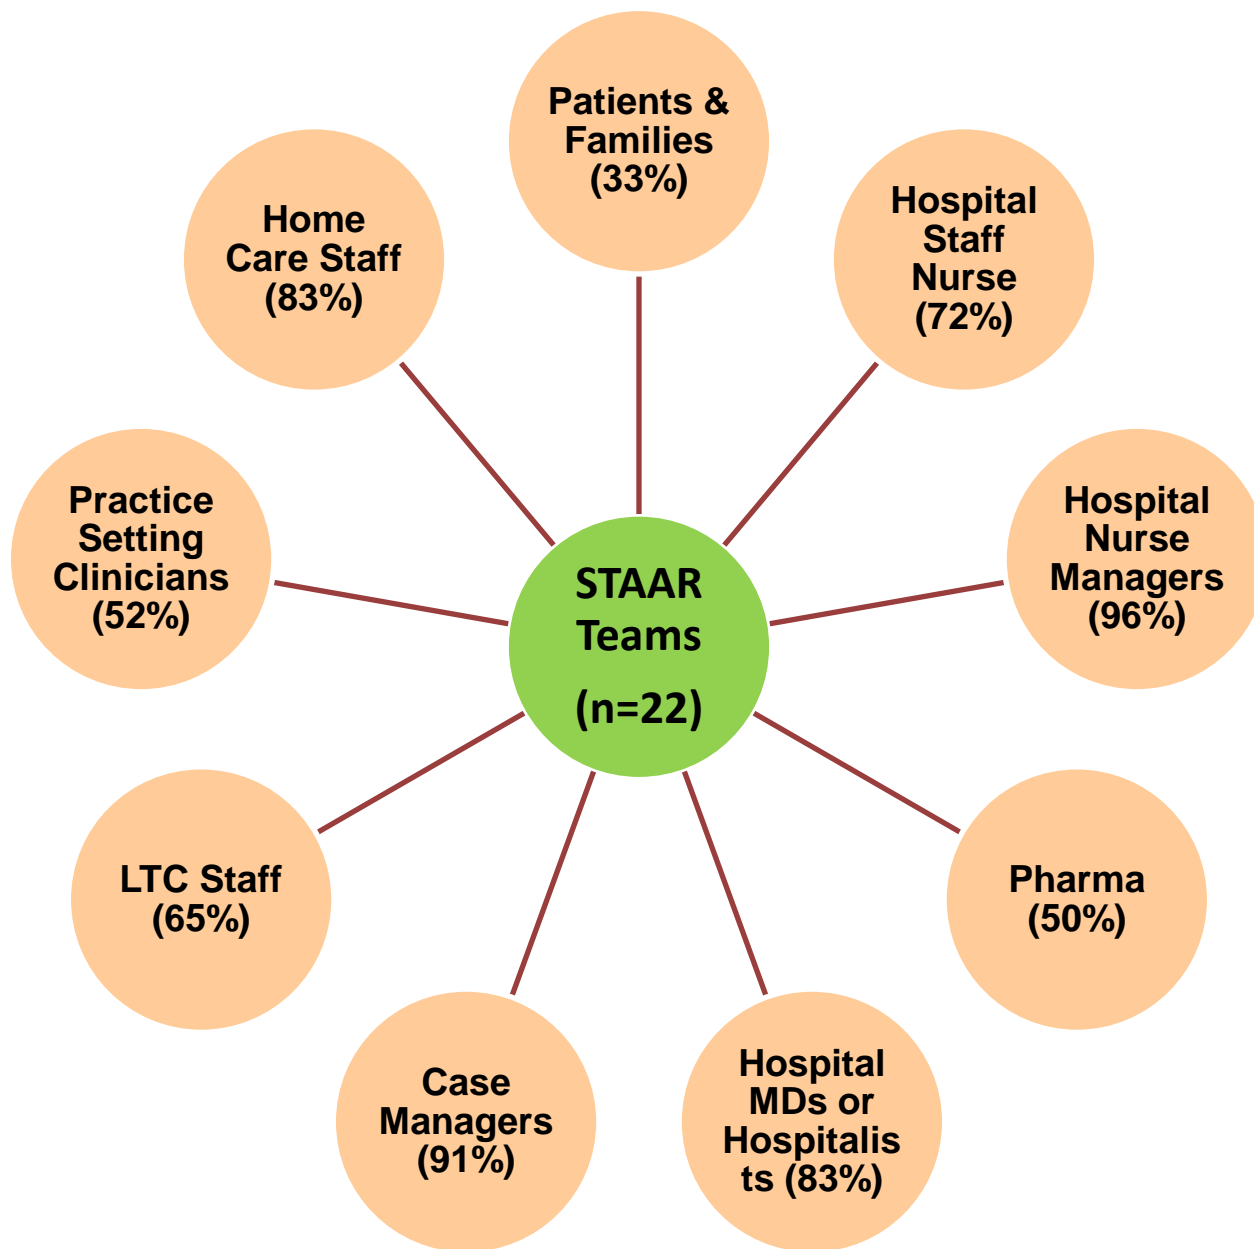 Patients &
Families
(33%)
Hospital
Staff
Nurse
(72%)
Hospital
Nurse
Managers
(96%)
Pharma
(50%)
Hospital
MDs or
Hospitalis
ts (83%)
Case
Managers
(91%)
LTC Staff
(65%)
Practice
Setting
Clinicians
(52%)
Home
Care Staff
(83%)
STAAR
Teams
(n=22)